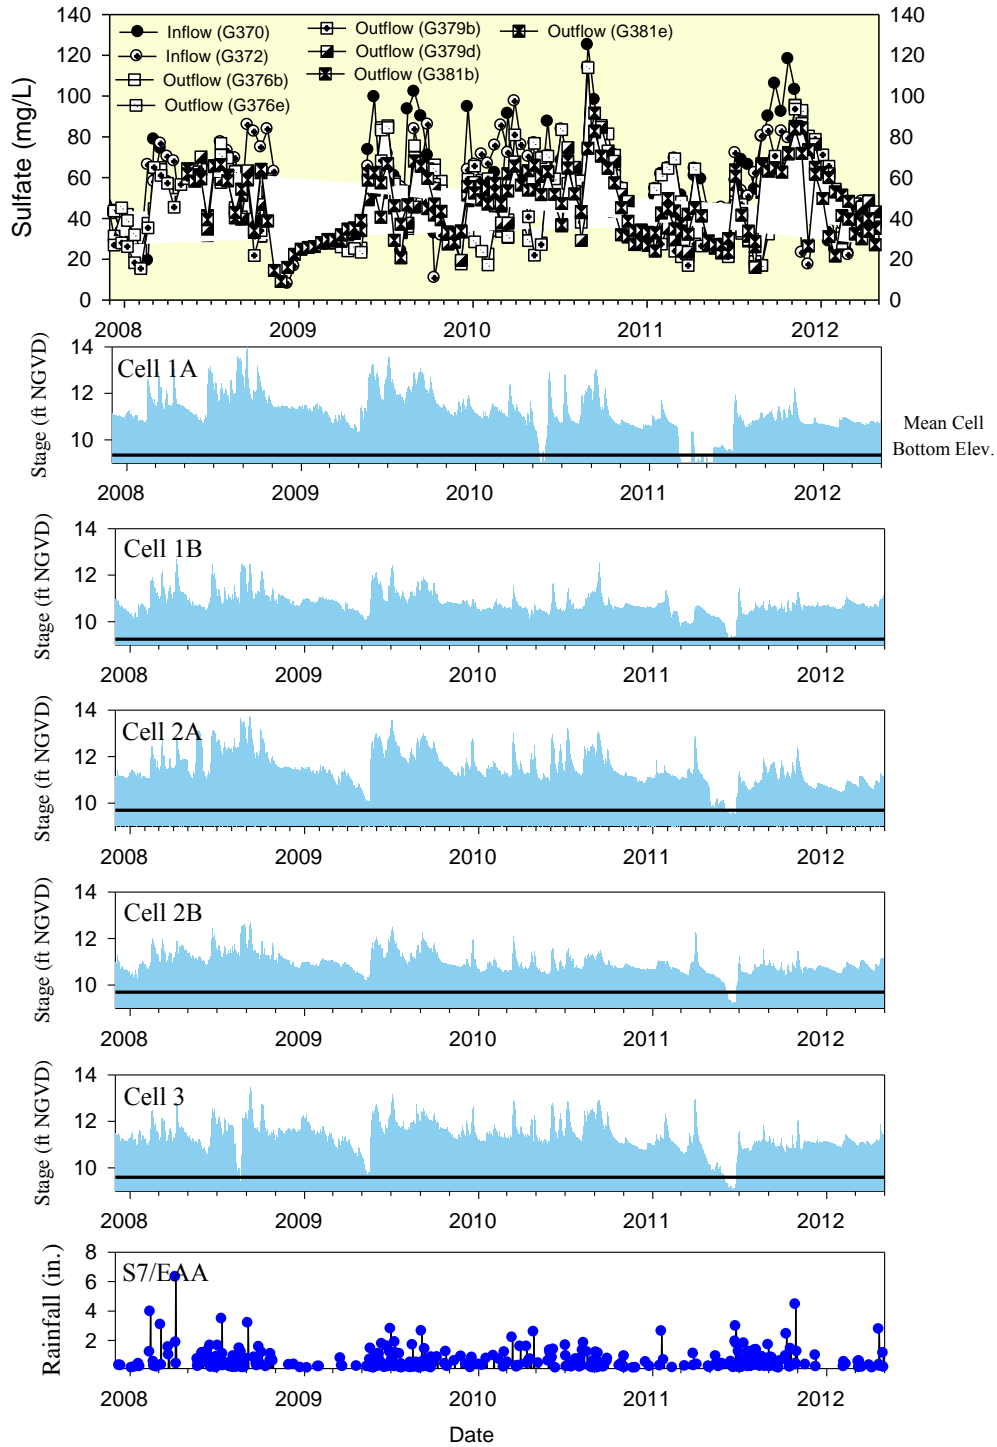 140
120
100
80
60
40
20
0
Sulfate (mg/L)
Inflow (G370)
Inflow (G372)
Outflow (G376b)
Outflow (G376e)
Outflow (G379b)
Outflow (G379d)
Outflow (G381b)
Outflow (G381e)
140
120
100
80
60
40
20
0
2008 2009 2010 2011 2012
Stage (ft NGVD)
14
12
10
Cell 1A
Mean Cell
Bottom Elev.
2008 2009 2010 2011 2012
Stage (ft NGVD)
14
12
10
Cell 1B
2008 2009 2010 2011 2012
Stage (ft NGVD)
14
12
10
Cell 2A
2008 2009 2010 2011 2012
Stage (ft NGVD)
14
12
10
Cell 2B
2008 2009 2010 2011 2012
Stage (ft NGVD)
14
12
10
Cell 3
2008 2009 2010 2011 2012
Rainfall (in.)
8
6
4
2
S7/EAA
2008 2009 2010 2011 2012
Date